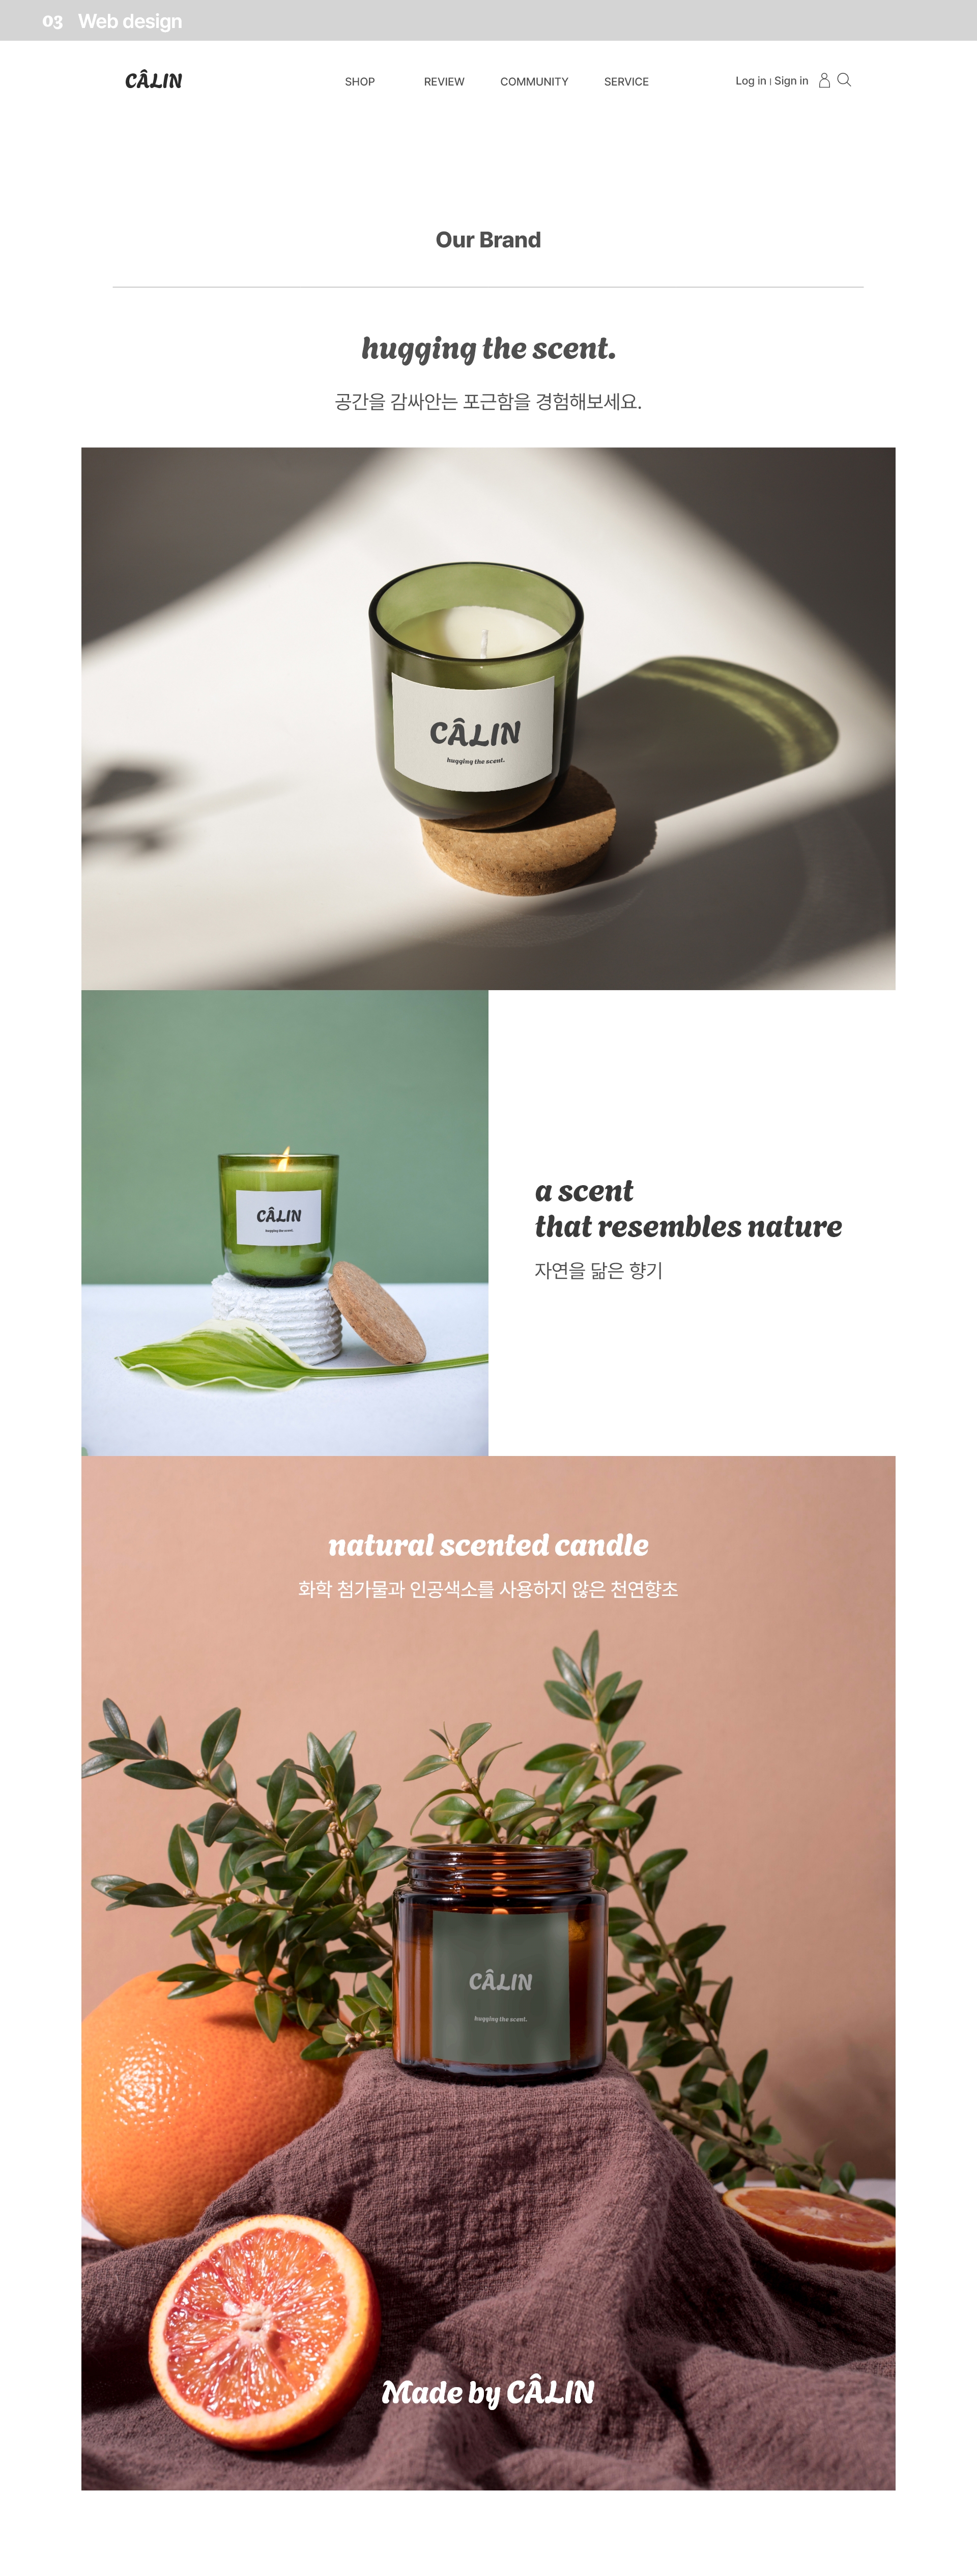 03 Web design
CÂLIN
SHOP REVIEW COMMUNITY SERVICE
Log in | Sign in
Our Brand
hugging the scent.
공간을 감싸안는 포근함을 경험해보세요.
CÂLIN
hugging the scent.
CÂLIN
hugging the scent.
a scent
that resembles nature
자연을 닮은 향기
natural scented candle
화학 첨가물과 인공색소를 사용하지 않은 천연향초
CÂLIN
hugging the scent.
Made by CÂLIN